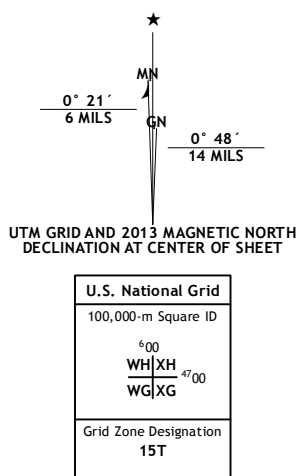 ★
MN
0° 21´
6 MILS
GN
0° 48´
14 MILS
UTM GRID AND 2013 MAGNETIC NORTH
DECLINATION AT CENTER OF SHEET
U.S. National Grid
100,000-m Square ID
⁶00
WH XH
⁴⁷00
WG XG
Grid Zone Designation
15T